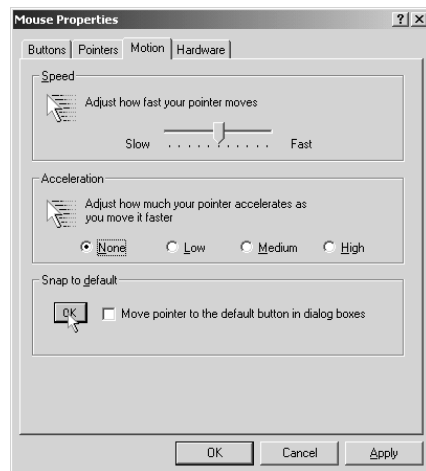 Mouse Properties
Buttons Pointers Motion Hardware
Speed
Adjust how fast your pointer moves
Slow Fast
Acceleration
Adjust how much your pointer accelerates as
you move it faster
None Low Medium High
Snap to default
OK Move pointer to the default button in dialog boxes
OK Cancel Apply